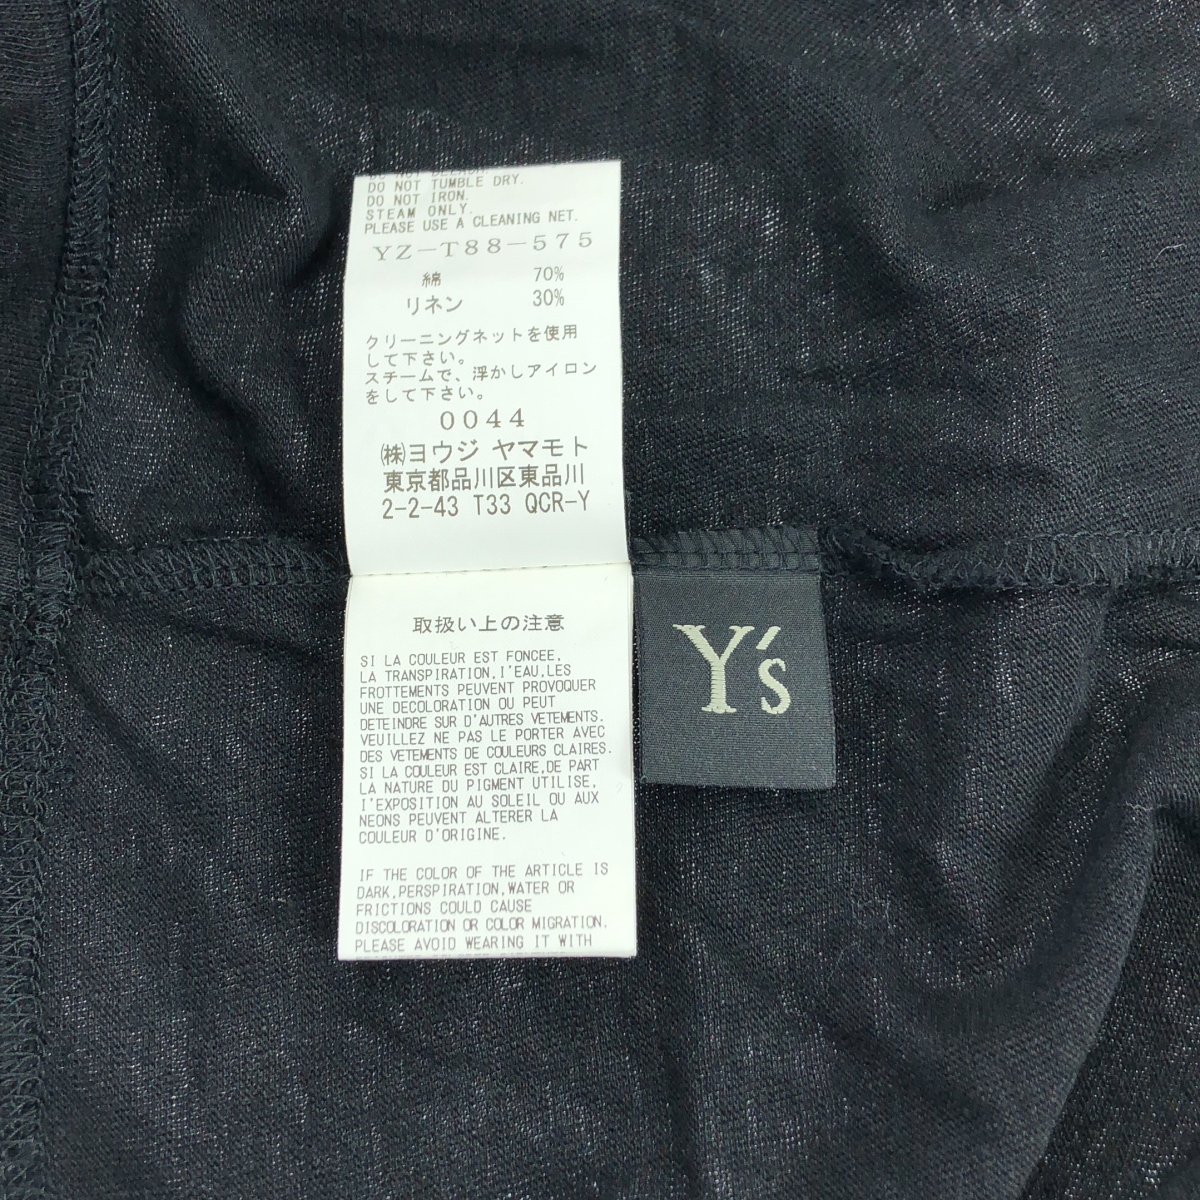 DO NOT BLEACH.
DO NOT TUMBLE DRY.
DO NOT IRON.
STEAM ONLY.
PLEASE USE A CLEANING NET.
YZ-T88-575
綿 70%
リネン 30%
クリーニングネットを使用
して下さい。
スチームで、浮かしアイロン
をして下さい。
0044
㈱ヨウジ ヤマモト
東京都品川区東品川
2-2-43 T33 QCR-Y
取扱い上の注意
SI LA COULEUR EST FONCEE,
LA TRANSPIRATION,I'EAU,LES
FROTTEMENTS PEUVENT PROVOQUER
UNE DECOLORATION OU PEUT
DETEINDRE SUR D'AUTRES VETEMENTS.
VEUILLEZ NE PAS LE PORTER AVEC
DES VETEMENTS DE COULEURS CLAIRES.
SI LA COULEUR EST CLAIRE,DE PART
LA NATURE DU PIGMENT UTILISE,
I'EXPOSITION AU SOLEIL OU AUX
NEONS PEUVENT ALTERER LA
COULEUR D'ORIGINE.
IF THE COLOR OF THE ARTICLE IS
DARK,PERSPIRATION,WATER OR
FRICTIONS COULD CAUSE
DISCOLORATION OR COLOR MIGRATION.
PLEASE AVOID WEARING IT WITH
Y's